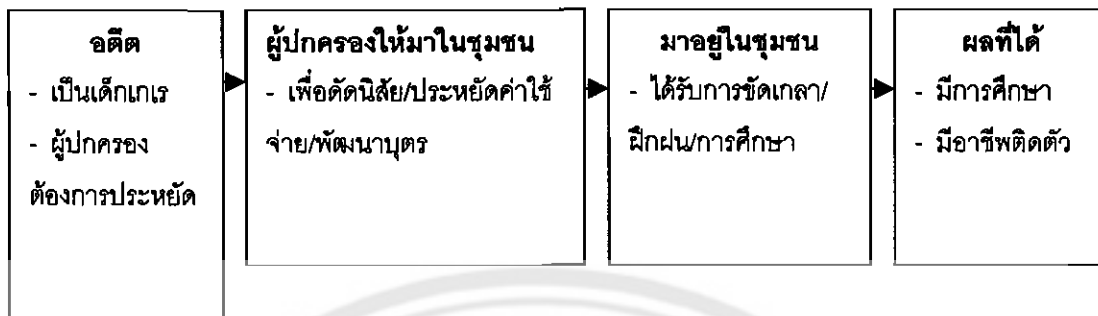 อดีต
- เป็นเด็กเกเร
- ผู้ปกครอง
ต้องการประหยัด
ผู้ปกครองให้มาในชุมชน
- เพื่อดัดนิสัย/ประหยัดค่าใช้
จ่าย/พัฒนาบุตร
มาอยู่ในชุมชน
- ได้รับการขัดเกลา/
ฝึกฝน/การศึกษา
ผลที่ได้
- มีการศึกษา
- มีอาชีพติดตัว